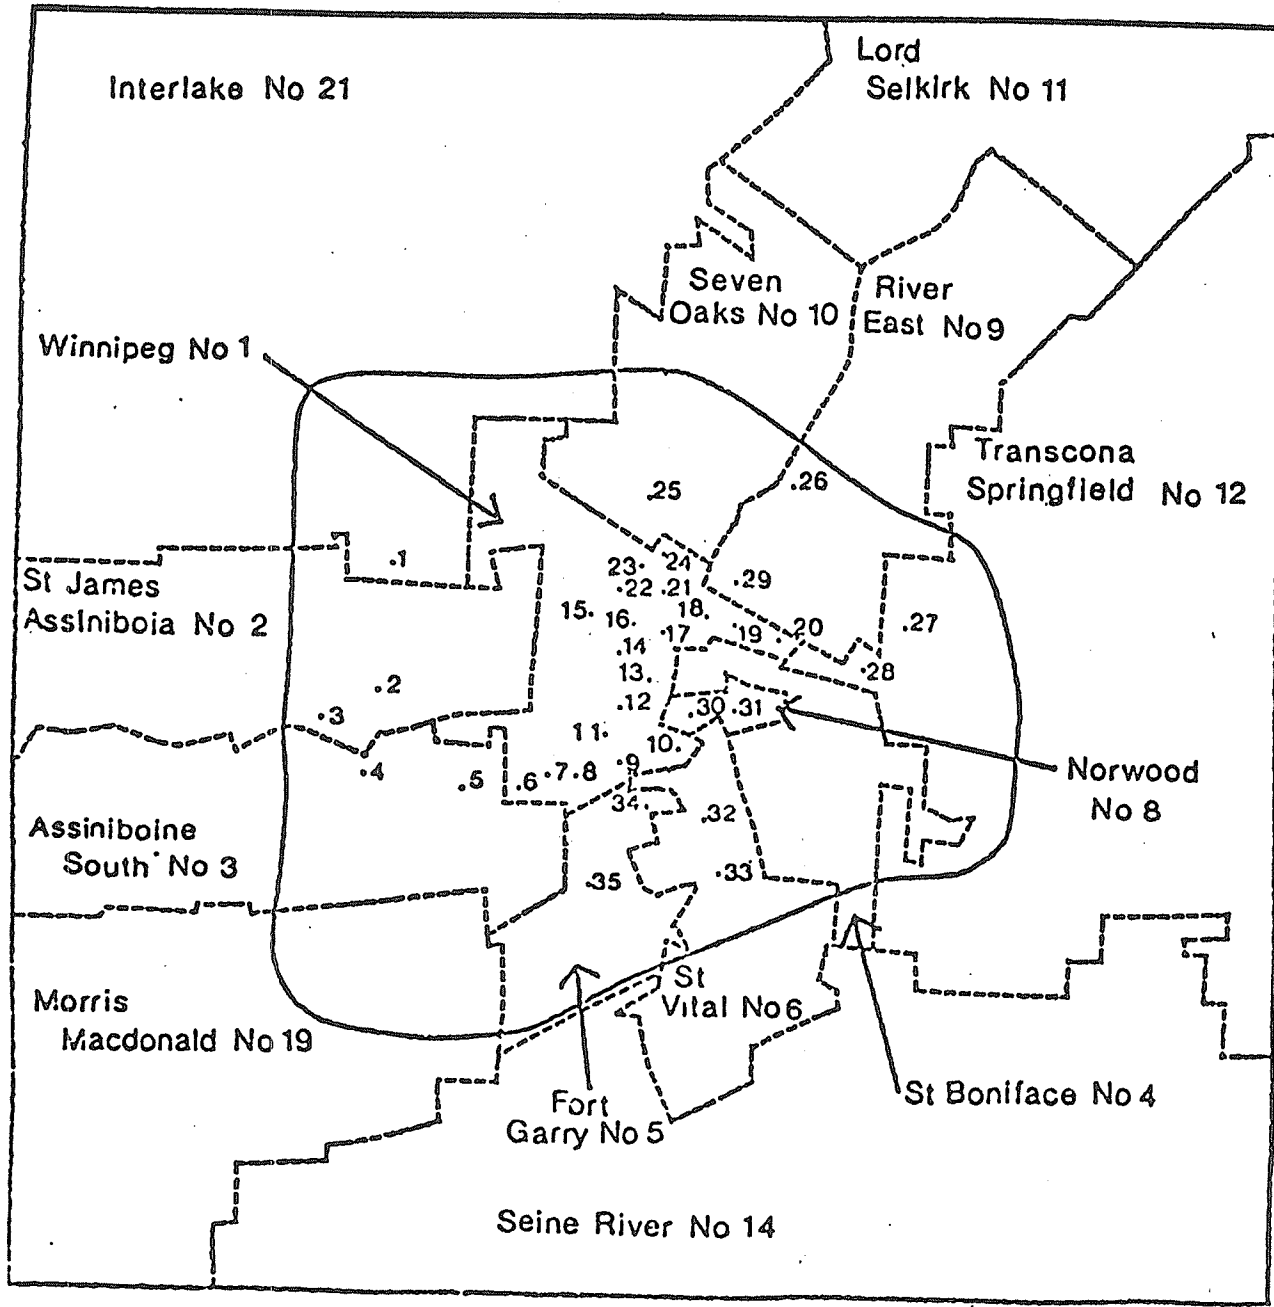 Lord
Selkirk No 11
Interlake No 21
Seven
Oaks No 10
River
East No 9
Winnipeg No 1
Transcona
Springfield No 12
.25
.26
.1
23.
.24
.22
.21
.29
St James
Assiniboia No 2
15.
16.
18.
.17
.19
20
.27
.14
13.
.28
.2
.12
.30
.31
.3
11.
10.
.4
.5
.6
.7
.8
.9
Norwood
No 8
34.
.32
Assiniboine
South No 3
.35
.33
St
Vital No 6
Morris
Macdonald No 19
Fort
Garry No 5
St Boniface No 4
Seine River No 14